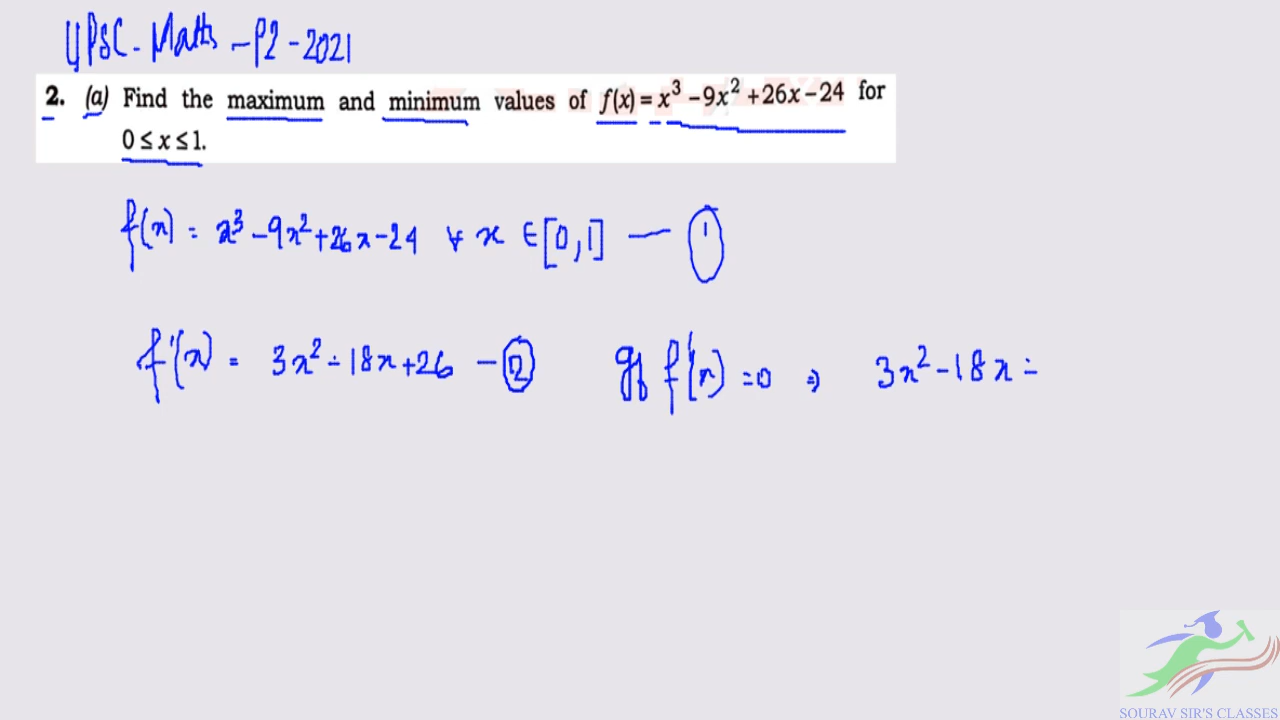 UPSC - Maths - P2 - 2021
2. (a) Find the maximum and minimum values of f(x) = x³ − 9x² + 26x − 24 for
0 ≤ x ≤ 1.
f(x) = x³ - 9x² + 26x - 24 ∀ x ∈ [0,1] — ①
f'(x) = 3x² - 18x + 26 - ② If f'(x) = 0 ⇒ 3x² - 18x =
SOURAV SIR'S CLASSES